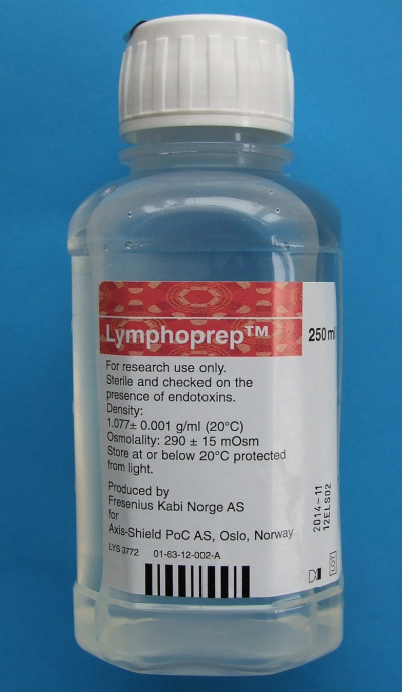 Lymphoprep™
250 ml
For research use only.
Sterile and checked on the
presence of endotoxins.
Density:
1.077± 0.001 g/ml (20°C)
Osmolality: 290 ± 15 mOsm
Store at or below 20°C protected
from light.
Produced by
Fresenius Kabi Norge AS
for
Axis-Shield PoC AS, Oslo, Norway
LYS 3772 01-63-12-002-A
2014-11
12ELS02
LOT